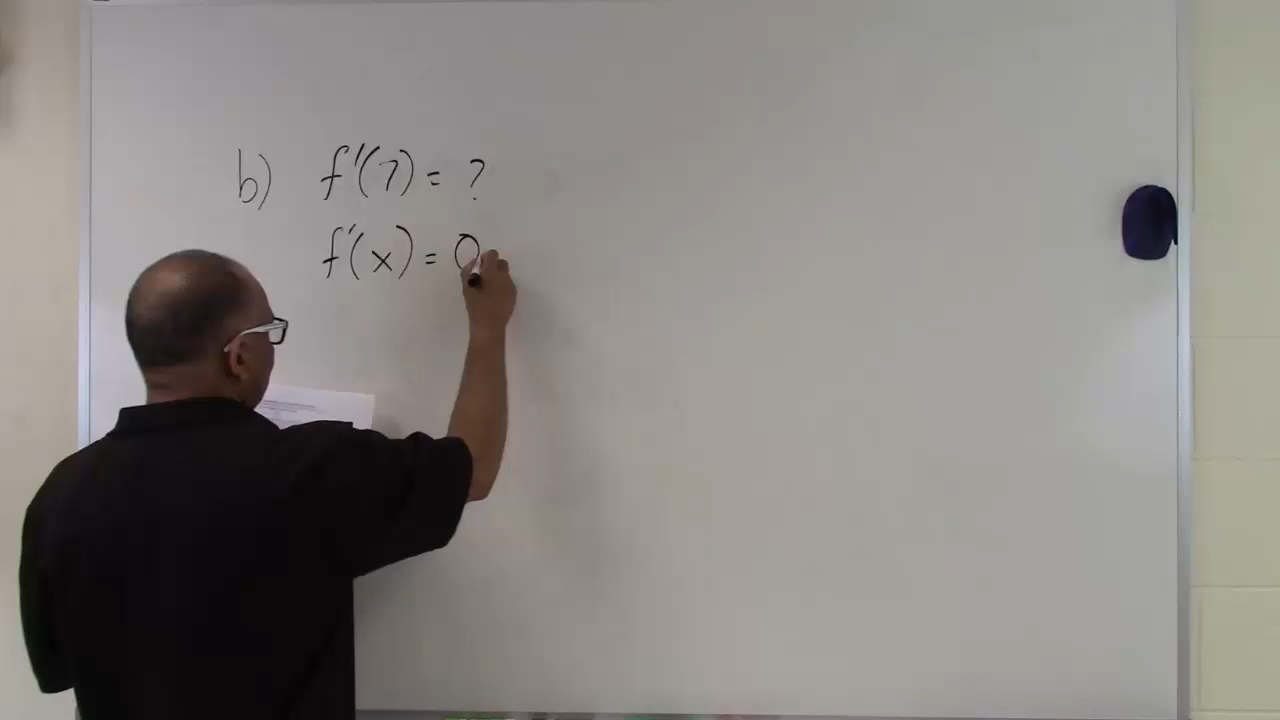 b) f'(7) = ?
f'(x) = 0